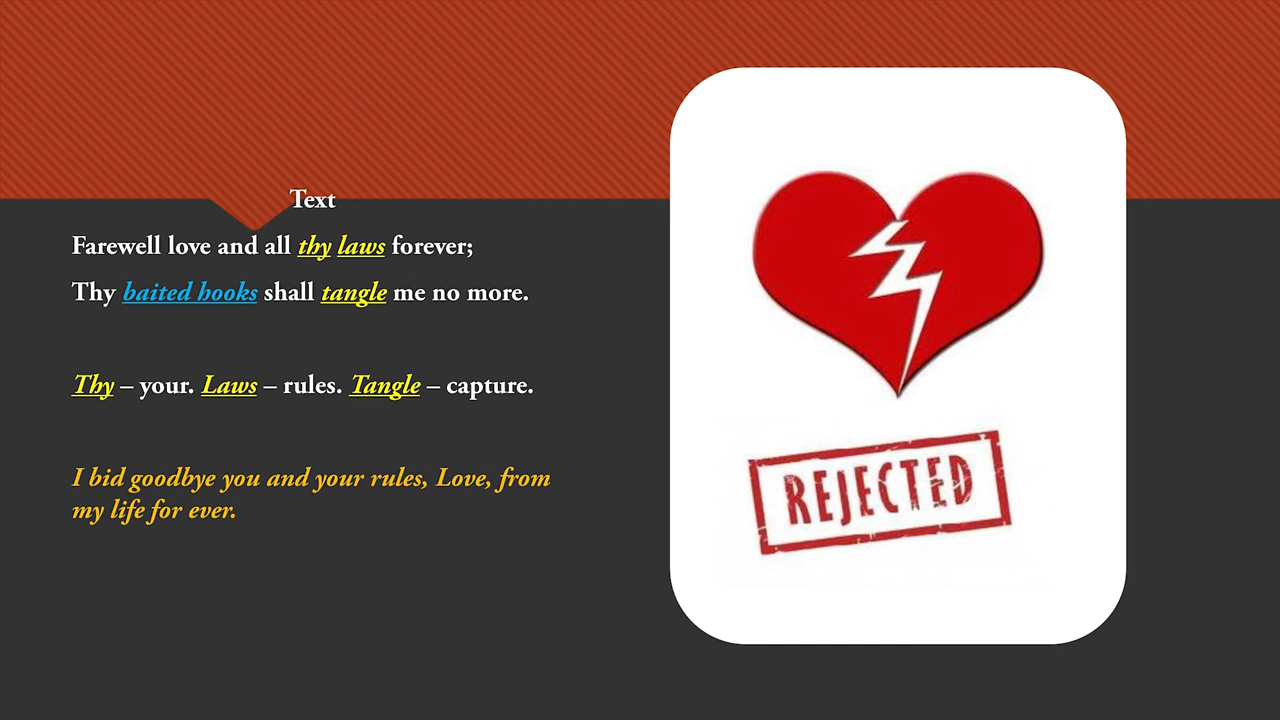 Text
Farewell love and all thy laws forever;
Thy baited hooks shall tangle me no more.
Thy – your. Laws – rules. Tangle – capture.
I bid goodbye you and your rules, Love, from
my life for ever.
REJECTED